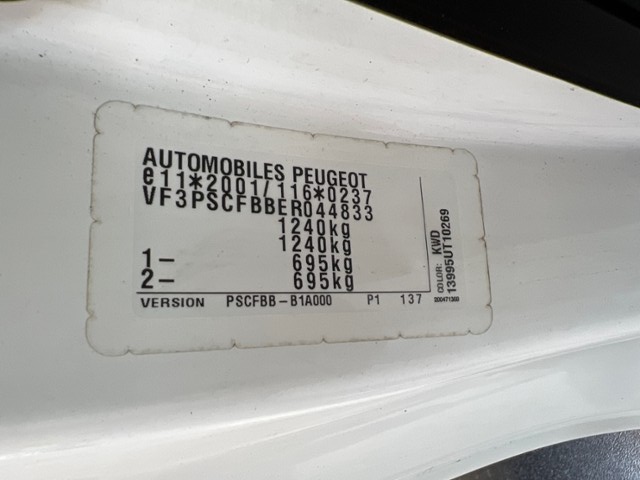 AUTOMOBILES PEUGEOT
e11*2001/116*0237
VF3PSCFBBER044833
1240kg
1240kg
1- 695kg
2- 695kg
VERSION PSCFBB-B1A000 P1 137
COLOR: KWD
13995UT10269